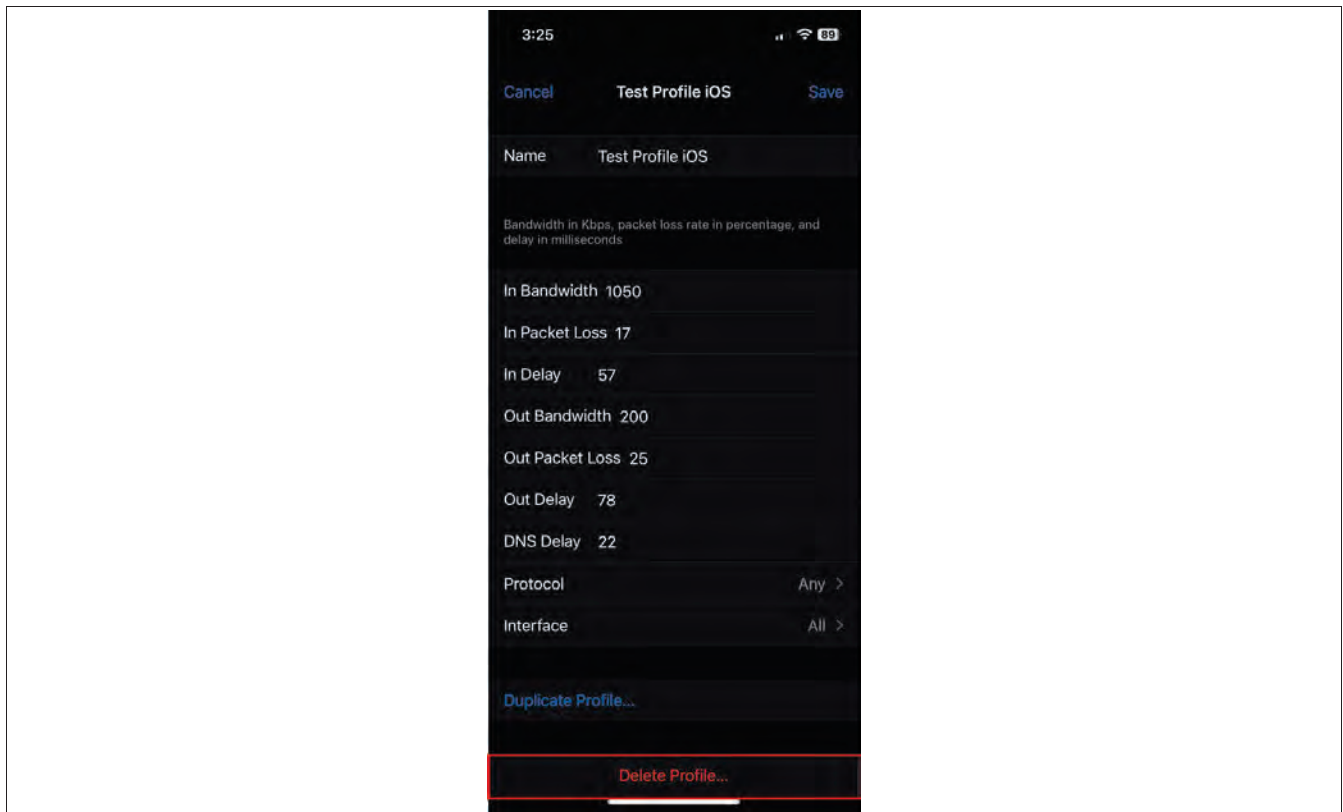 3:25
89
Cancel
Test Profile iOS
Save
Name Test Profile iOS
Bandwidth in Kbps, packet loss rate in percentage, and
delay in milliseconds
In Bandwidth 1050
In Packet Loss 17
In Delay 57
Out Bandwidth 200
Out Packet Loss 25
Out Delay 78
DNS Delay 22
Protocol Any >
Interface All >
Duplicate Profile...
Delete Profile...